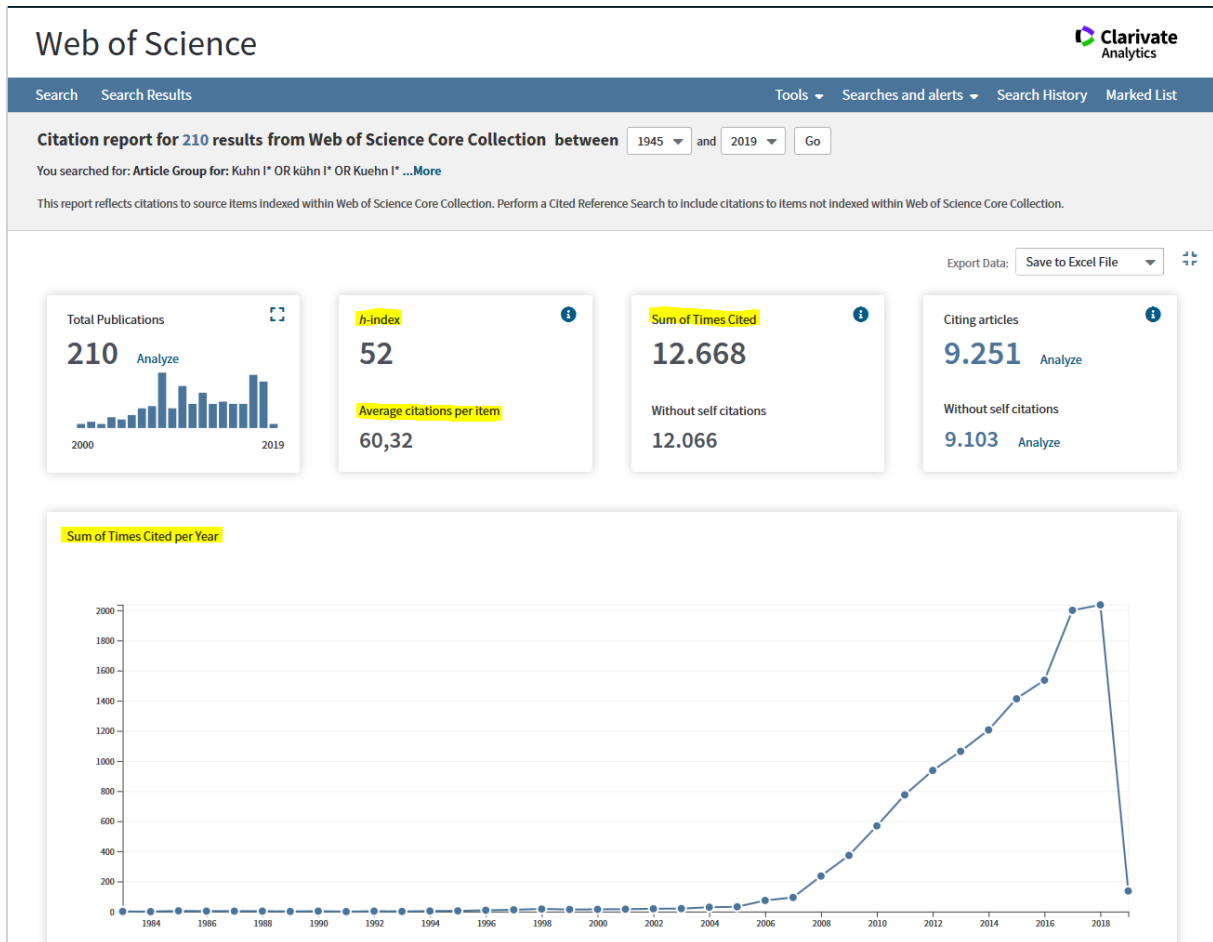 Web of Science
Clarivate
Analytics
Search Search Results Tools Searches and alerts Search History Marked List
Citation report for 210 results from Web of Science Core Collection between 1945 and 2019 Go
You searched for: Article Group for: Kuhn I* OR kühn I* OR Kuehn I* ...More
This report reflects citations to source items indexed within Web of Science Core Collection. Perform a Cited Reference Search to include citations to items not indexed within Web of Science Core Collection.
Export Data: Save to Excel File
Total Publications
210 Analyze
2000 2019
h-index
52
Average citations per item
60,32
Sum of Times Cited
12.668
Without self citations
12.066
Citing articles
9.251 Analyze
Without self citations
9.103 Analyze
Sum of Times Cited per Year
2000
1800
1600
1400
1200
1000
800
600
400
200
0
1984 1986 1988 1990 1992 1994 1996 1998 2000 2002 2004 2006 2008 2010 2012 2014 2016 2018